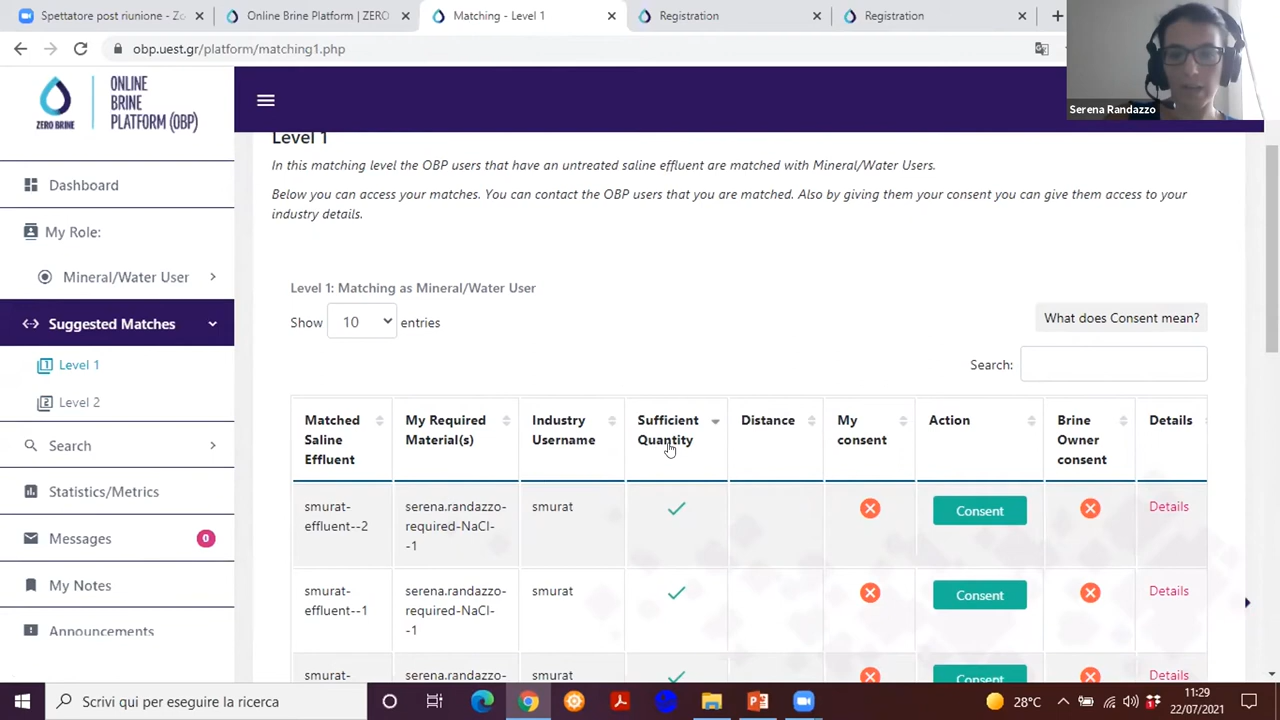 Spettatore post riunione - Zo
Online Brine Platform | ZERO
Matching - Level 1
Registration
Registration
obp.uest.gr/platform/matching1.php
Serena Randazzo
ZERO BRINE
ONLINE
BRINE
PLATFORM (OBP)
Dashboard
My Role:
Mineral/Water User
Suggested Matches
Level 1
Level 2
Search
Statistics/Metrics
Messages
0
My Notes
Announcements
Level 1
In this matching level the OBP users that have an untreated saline effluent are matched with Mineral/Water Users.
Below you can access your matches. You can contact the OBP users that you are matched. Also by giving them your consent you can give them access to your
industry details.
Level 1: Matching as Mineral/Water User
Show 10 entries
What does Consent mean?
Search:
Matched
Saline
Effluent
My Required
Material(s)
Industry
Username
Sufficient
Quantity
Distance
My
consent
Action
Brine
Owner
consent
Details
smurat-
effluent--2
serena.randazzo-
required-NaCl-
-1
smurat
Consent
Details
smurat-
effluent--1
serena.randazzo-
required-NaCl-
-1
smurat
Consent
Details
smurat-
serena.randazzo-
smurat
Consent
Details
Scrivi qui per eseguire la ricerca
28°C
11:29
22/07/2021